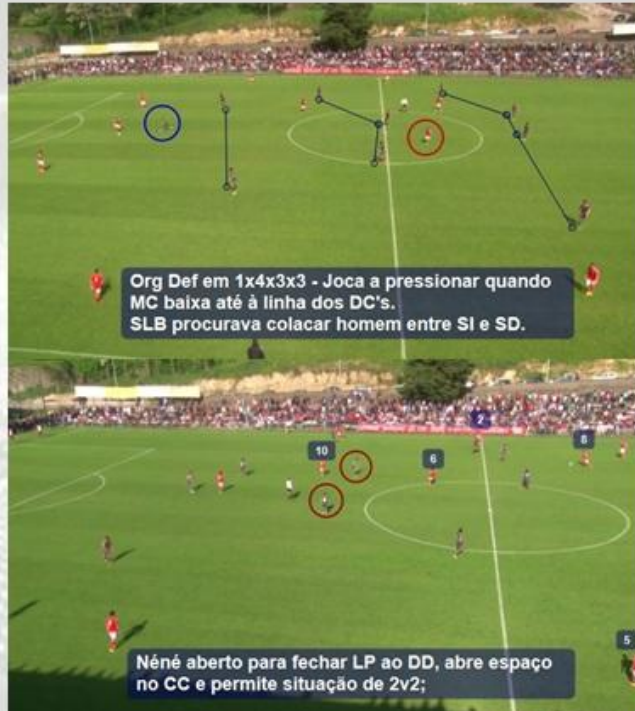 Org Def em 1x4x3x3 - Joca a pressionar quando
MC baixa até à linha dos DC's.
SLB procurava colacar homem entre SI e SD.
2
10
6
8
5
Néné aberto para fechar LP ao DD, abre espaço
no CC e permite situação de 2v2;